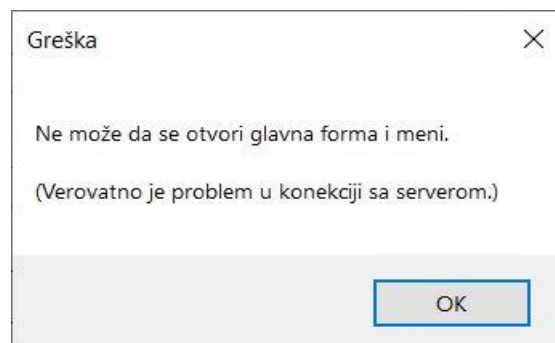 Greška
Ne može da se otvori glavna forma i meni.
(Verovatno je problem u konekciji sa serverom.)
OK